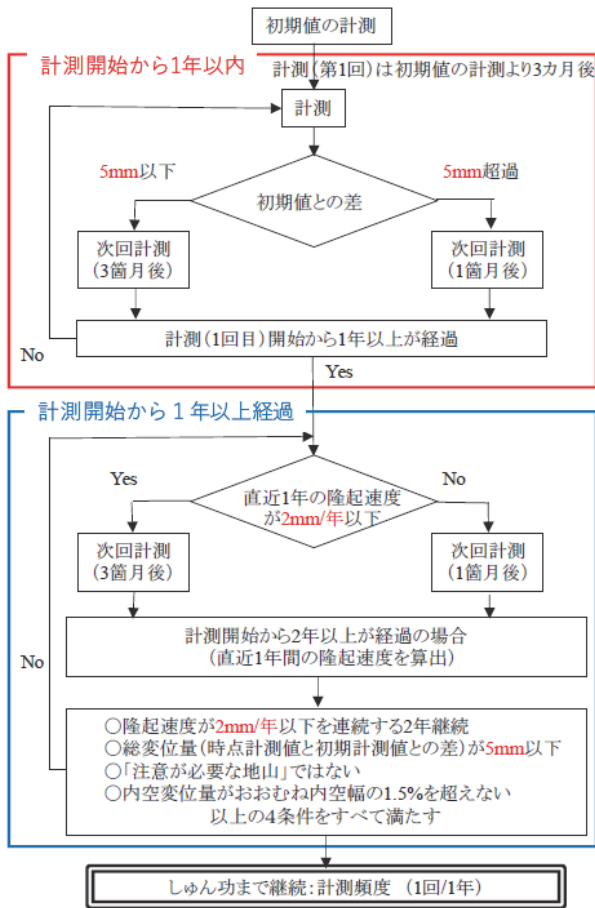 初期値の計測
計測開始から1年以内
計測(第1回)は初期値の計測より3カ月後
計測
5mm以下
5mm超過
初期値との差
次回計測
(3箇月後)
次回計測
(1箇月後)
計測(1回目)開始から1年以上が経過
No
Yes
計測開始から1年以上経過
Yes
No
直近1年の隆起速度
が2mm/年以下
次回計測
(3箇月後)
次回計測
(1箇月後)
計測開始から2年以上が経過の場合
(直近1年間の隆起速度を算出)
No
○隆起速度が2mm/年以下を連続する2年継続
○総変位量(時点計測値と初期計測値との差)が5mm以下
○「注意が必要な地山」ではない
○内空変位量がおおむね内空幅の1.5%を超えない
以上の4条件をすべて満たす
しゅん功まで継続:計測頻度 (1回/1年)